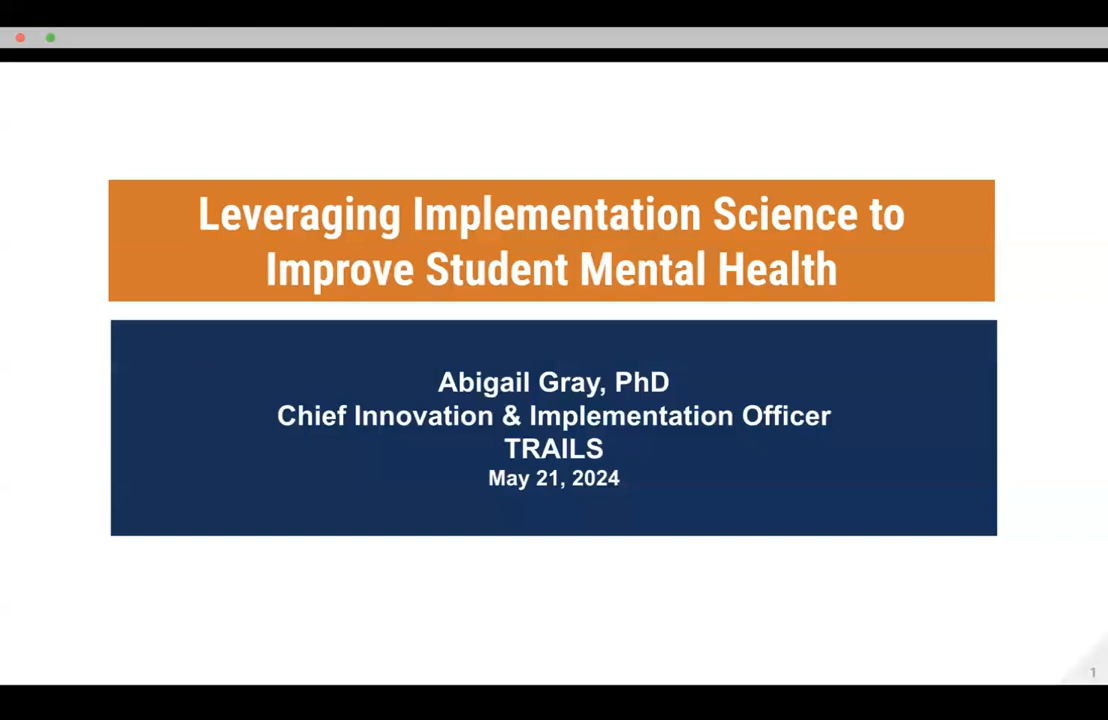 Leveraging Implementation Science to
Improve Student Mental Health
Abigail Gray, PhD
Chief Innovation & Implementation Officer
TRAILS
May 21, 2024
1